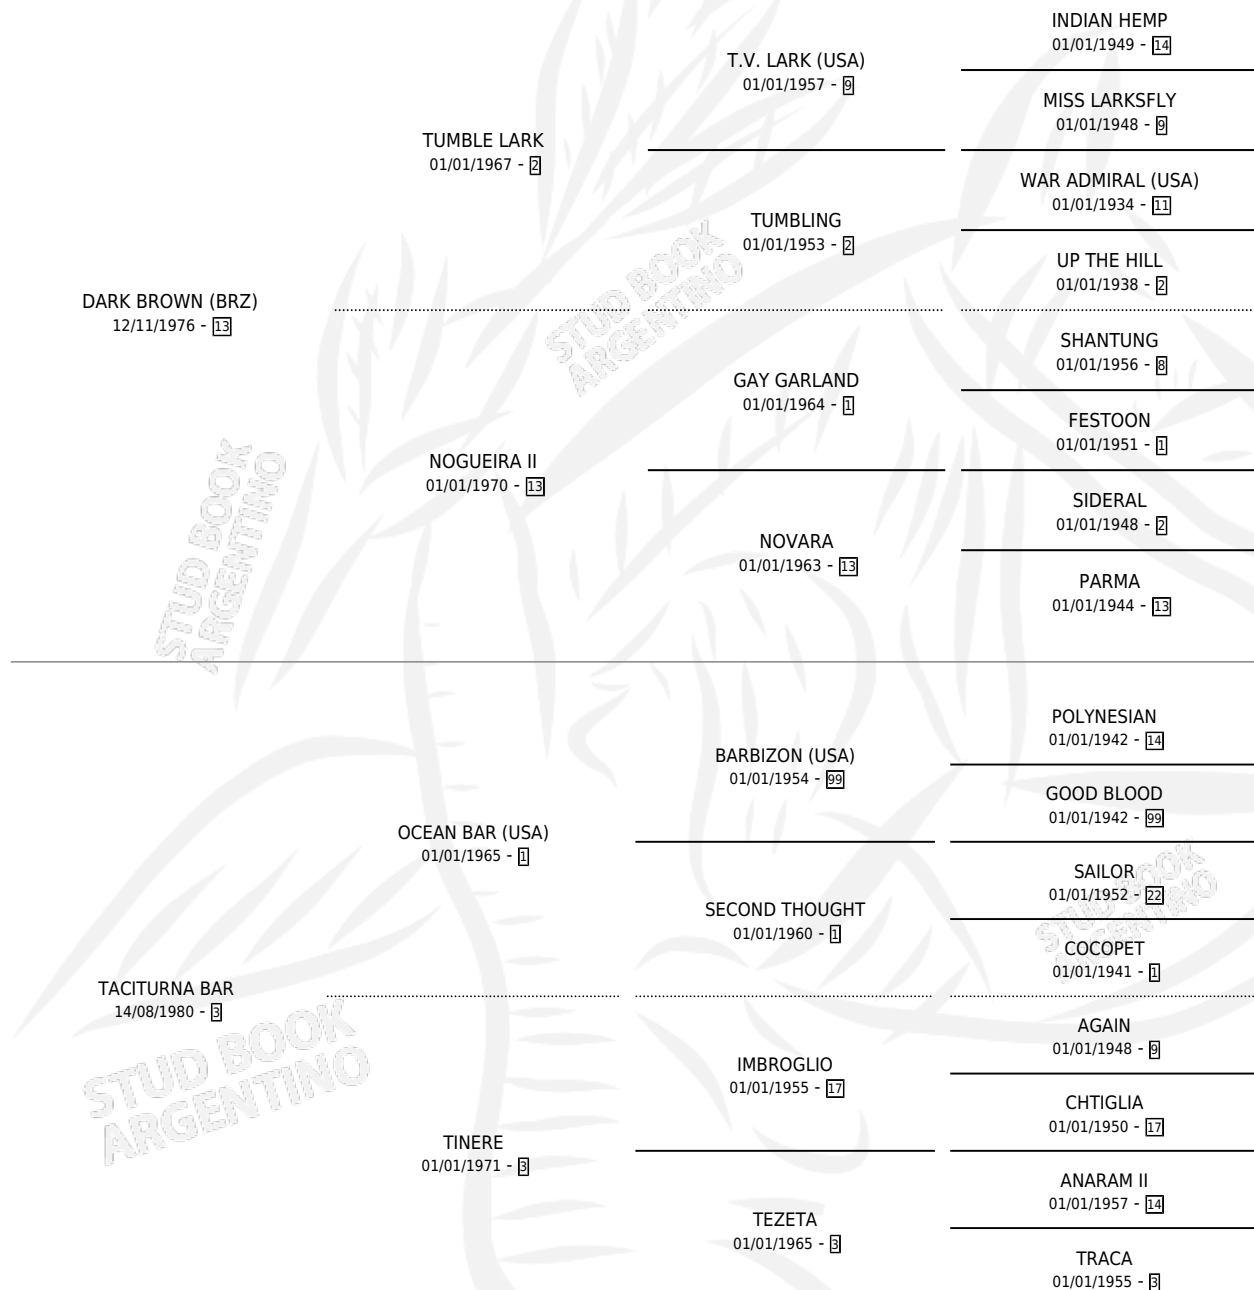 INDIAN HEMP
01/01/1949 - 14
T.V. LARK (USA)
01/01/1957 - 9
MISS LARKSFLY
01/01/1948 - 9
TUMBLE LARK
01/01/1967 - 2
WAR ADMIRAL (USA)
01/01/1934 - 11
TUMBLING
01/01/1953 - 2
UP THE HILL
01/01/1938 - 2
DARK BROWN (BRZ)
12/11/1976 - 13
SHANTUNG
01/01/1956 - 8
GAY GARLAND
01/01/1964 - 1
FESTOON
01/01/1951 - 1
NOGUEIRA II
01/01/1970 - 13
SIDERAL
01/01/1948 - 2
NOVARA
01/01/1963 - 13
PARMA
01/01/1944 - 13
STUD BOOK
ARGENTINO
STUD BOOK
ARGENTINO
POLYNESIAN
01/01/1942 - 14
BARBIZON (USA)
01/01/1954 - 99
GOOD BLOOD
01/01/1942 - 99
OCEAN BAR (USA)
01/01/1965 - 1
SAILOR
01/01/1952 - 22
SECOND THOUGHT
01/01/1960 - 1
COCOPET
01/01/1941 - 1
TACITURNA BAR
14/08/1980 - 3
AGAIN
01/01/1948 - 9
IMBROGLIO
01/01/1955 - 17
CHTIGLIA
01/01/1950 - 17
TINERE
01/01/1971 - 3
ANARAM II
01/01/1957 - 14
TEZETA
01/01/1965 - 3
TRACA
01/01/1955 - 3
STUD BOOK
ARGENTINO
STUD BOOK
ARGENTINO